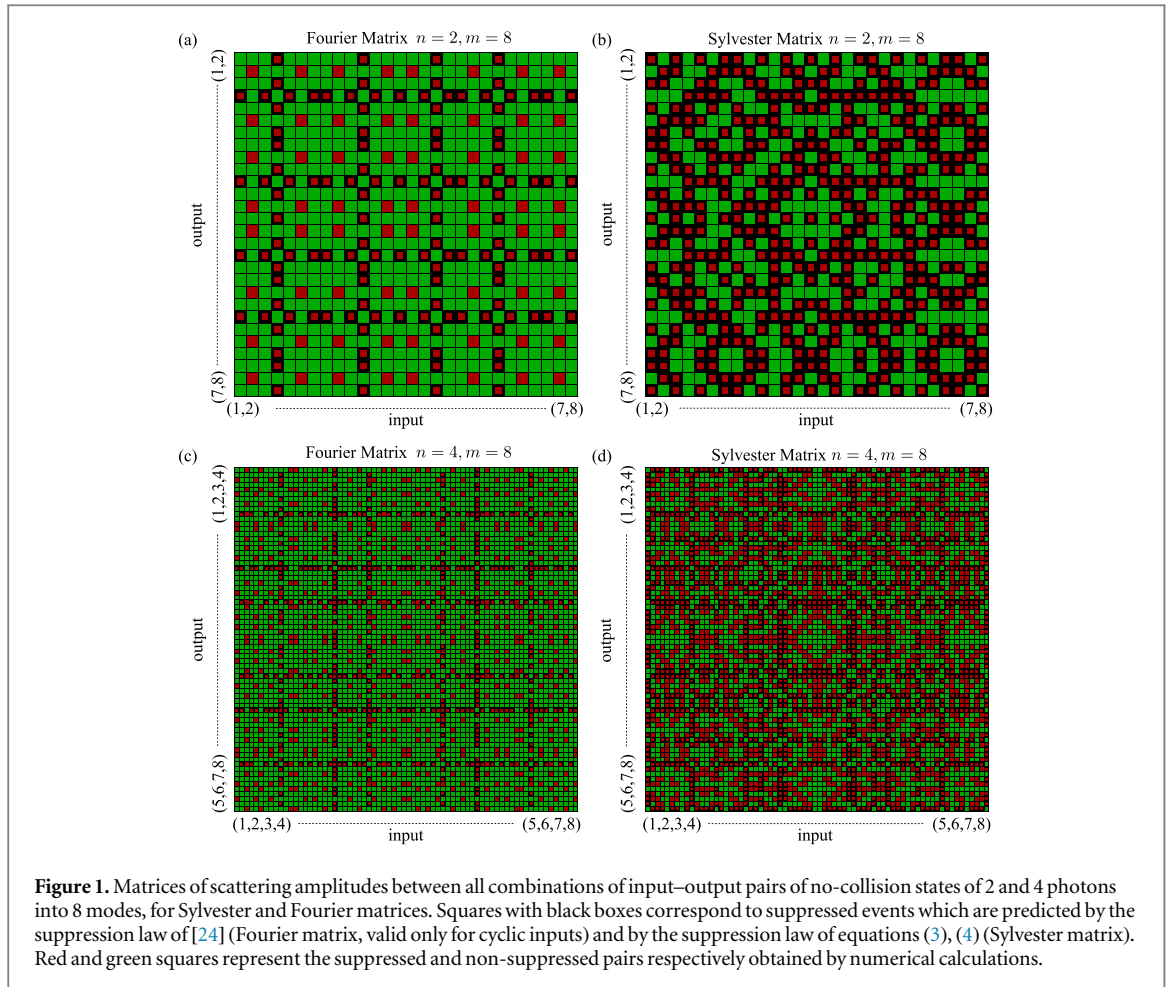 (a) Fourier Matrix n = 2, m = 8
(b) Sylvester Matrix n = 2, m = 8
(1,2)
output
(7,8)
(1,2)
output
(7,8)
(1,2) (7,8)
input
(1,2) (7,8)
input
(c) Fourier Matrix n = 4, m = 8
(d) Sylvester Matrix n = 4, m = 8
(1,2,3,4)
output
(5,6,7,8)
(1,2,3,4)
output
(5,6,7,8)
(1,2,3,4) (5,6,7,8)
input
(1,2,3,4) (5,6,7,8)
input
Figure 1. Matrices of scattering amplitudes between all combinations of input–output pairs of no-collision states of 2 and 4 photons
into 8 modes, for Sylvester and Fourier matrices. Squares with black boxes correspond to suppressed events which are predicted by the
suppression law of [24] (Fourier matrix, valid only for cyclic inputs) and by the suppression law of equations (3), (4) (Sylvester matrix).
Red and green squares represent the suppressed and non-suppressed pairs respectively obtained by numerical calculations.